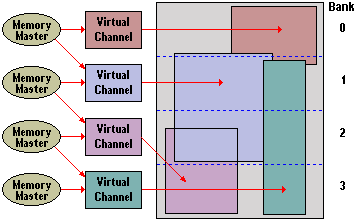 Bank
Memory
Master
Virtual
Channel
0
Memory
Master
Virtual
Channel
1
Memory
Master
Virtual
Channel
2
Memory
Master
Virtual
Channel
3